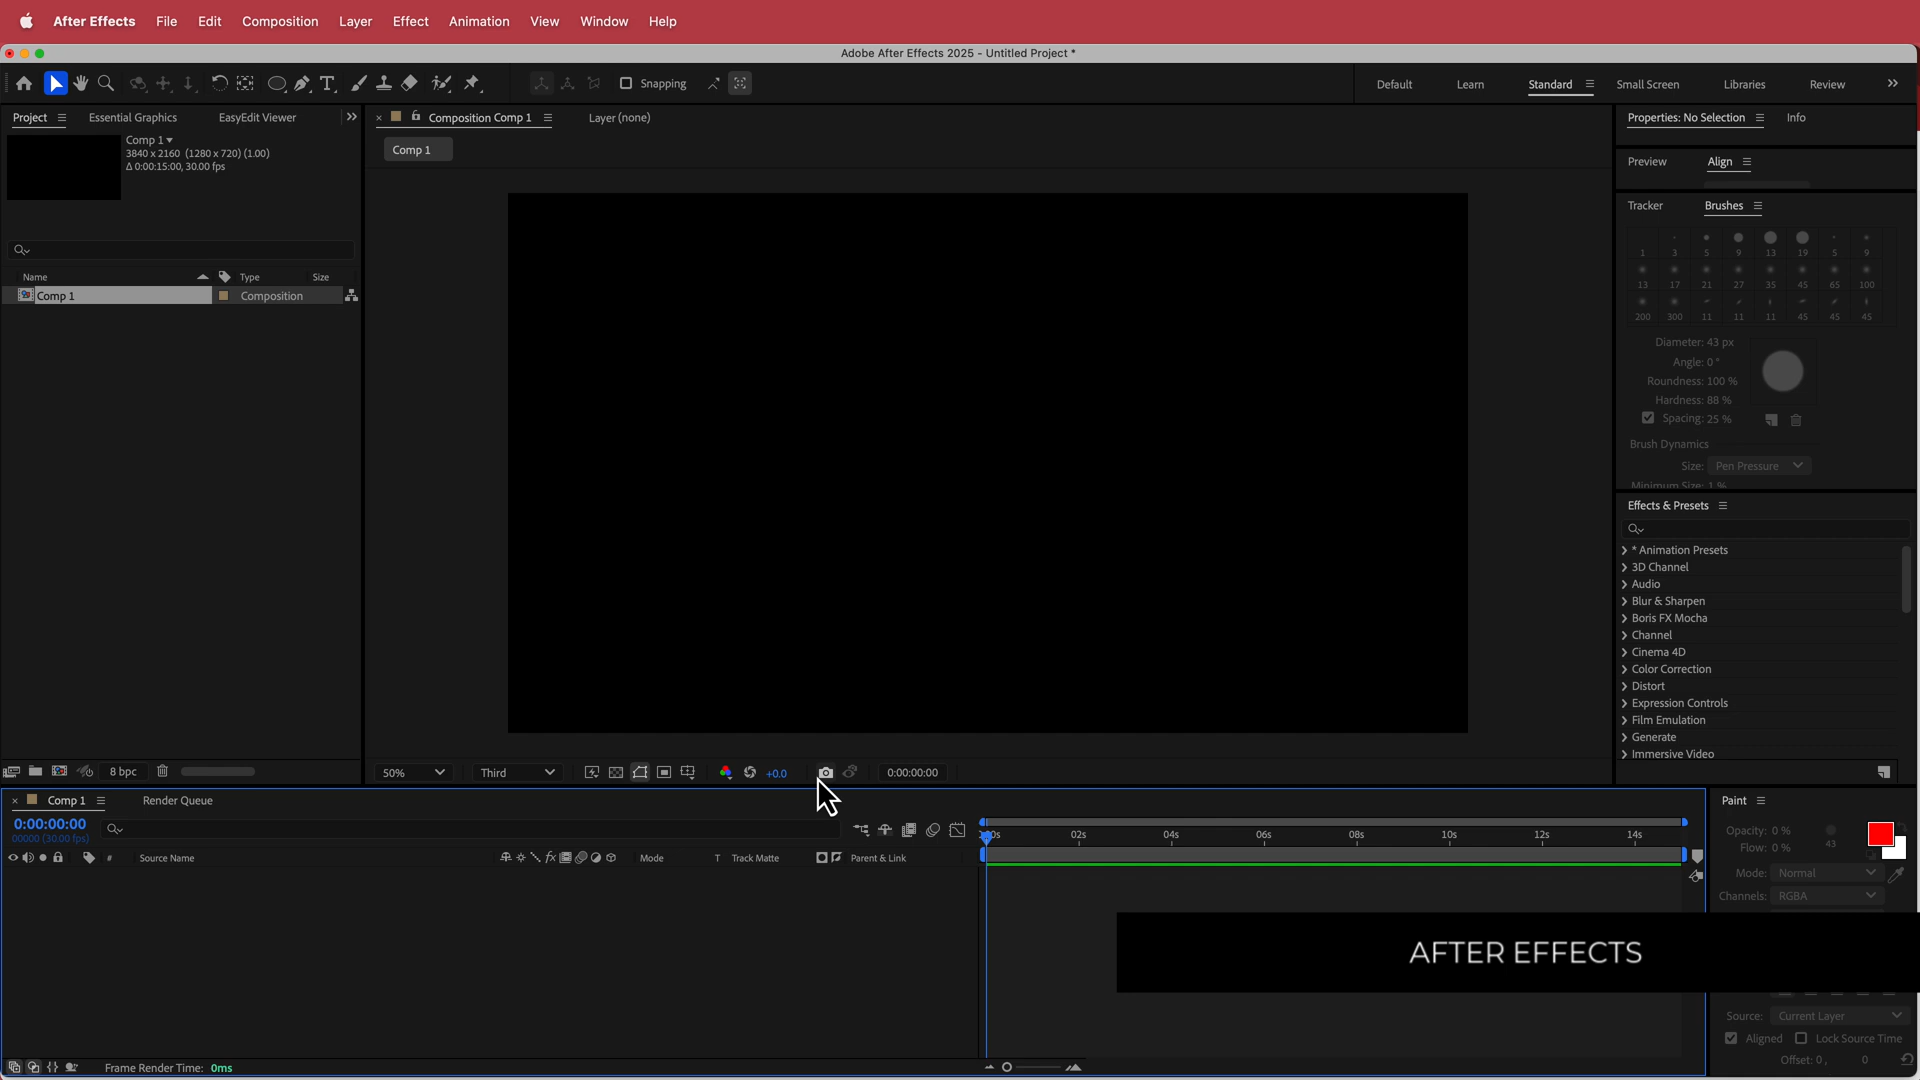 After Effects File Edit Composition Layer Effect Animation View Window Help
Adobe After Effects 2025 - Untitled Project *
Snapping
Default Learn Standard Small Screen Libraries Review
Project Essential Graphics EasyEdit Viewer
Composition Comp 1 Layer (none)
Properties: No Selection Info
Comp 1
3840 x 2160 (1280 x 720) (1.00)
Δ 0:00:15:00, 30.00 fps
Comp 1
Preview Align
Tracker Brushes
1 3 5 9 13 19 5 9
13 17 21 27 35 45 65 100
200 300 11 11 11 45 45 45
Diameter: 43 px
Angle: 0 °
Roundness: 100 %
Hardness: 88 %
Spacing: 25 %
Brush Dynamics
Size: Pen Pressure
Minimum Size: 1 %
Name Type Size
Comp 1 Composition
Effects & Presets
* Animation Presets
3D Channel
Audio
Blur & Sharpen
Boris FX Mocha
Channel
Cinema 4D
Color Correction
Distort
Expression Controls
Film Emulation
Generate
Immersive Video
8 bpc
50% Third +0.0 0:00:00:00
Comp 1 Render Queue
0:00:00:00
00000 (30.00 fps)
# Source Name Mode T Track Matte Parent & Link
02s 04s 06s 08s 10s 12s 14s
Paint
Opacity: 0 %
Flow: 0 % 43
Mode: Normal
Channels: RGBA
AFTER EFFECTS
Source: Current Layer
Aligned Lock Source Time
Offset: 0 , 0
Frame Render Time: 0ms